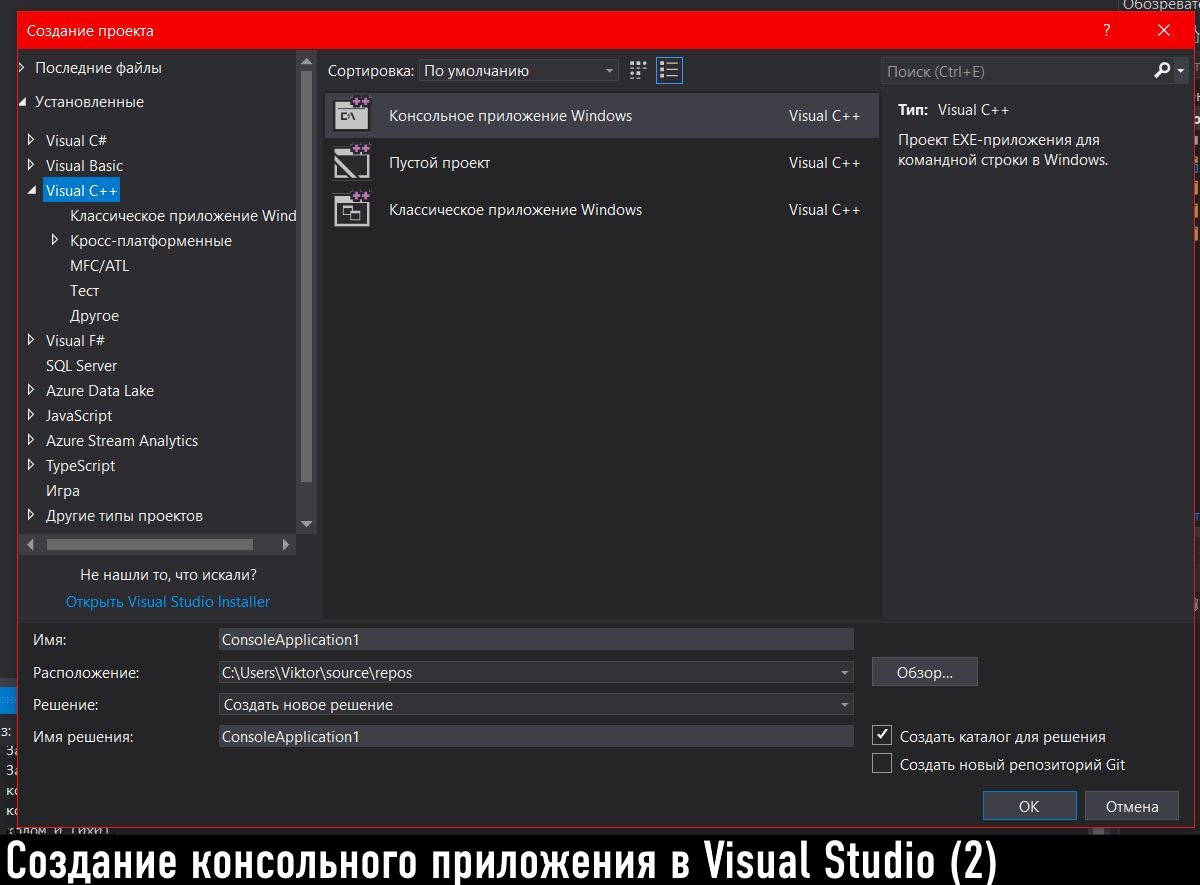 Обозреват
Создание проекта
?
Последние файлы
Установленные
Visual C#
Visual Basic
Visual C++
Классическое приложение Wind
Кросс-платформенные
MFC/ATL
Тест
Другое
Visual F#
SQL Server
Azure Data Lake
JavaScript
Azure Stream Analytics
TypeScript
Игра
Другие типы проектов
Не нашли то, что искали?
Открыть Visual Studio Installer
Сортировка: По умолчанию
Консольное приложение Windows Visual C++
Пустой проект Visual C++
Классическое приложение Windows Visual C++
Поиск (Ctrl+E)
Тип: Visual C++
Проект EXE-приложения для
командной строки в Windows.
Имя: ConsoleApplication1
Расположение: C:\Users\Viktor\source\repos
Обзор...
Решение: Создать новое решение
Имя решения: ConsoleApplication1
Создать каталог для решения
Создать новый репозиторий Git
ОК
Отмена
Создание консольного приложения в Visual Studio (2)